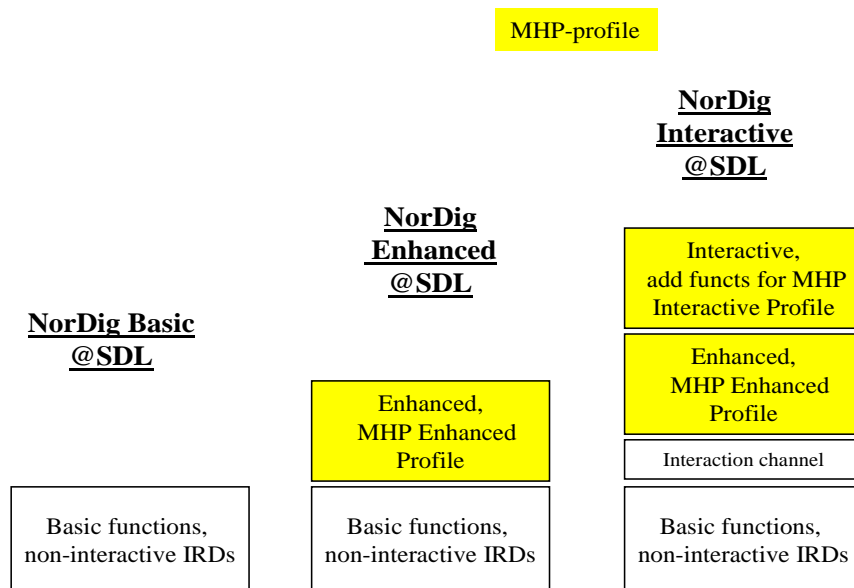 MHP-profile
NorDig
Interactive
@SDL
NorDig
Enhanced
@SDL
NorDig Basic
@SDL
Interactive,
add functs for MHP
Interactive Profile
Enhanced,
MHP Enhanced
Profile
Enhanced,
MHP Enhanced
Profile
Interaction channel
Basic functions,
non-interactive IRDs
Basic functions,
non-interactive IRDs
Basic functions,
non-interactive IRDs